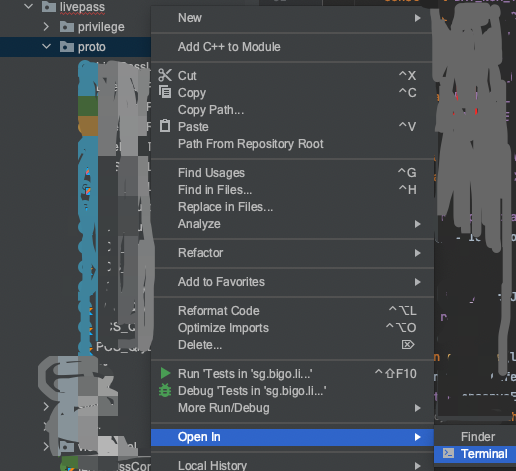 livepass
privilege
proto
New
Add C++ to Module
Cut ^X
Copy ^C
Copy Path...
Paste ^V
Path From Repository Root
Find Usages ^G
Find in Files... ^H
Replace in Files...
Analyze
Refactor
Add to Favorites
Reformat Code ^⌥L
Optimize Imports ^⌥O
Delete... ⌦
Run 'Tests in 'sg.bigo.li...' ^⇧F10
Debug 'Tests in 'sg.bigo.li...'
More Run/Debug
Open In
Finder
Terminal
Local History